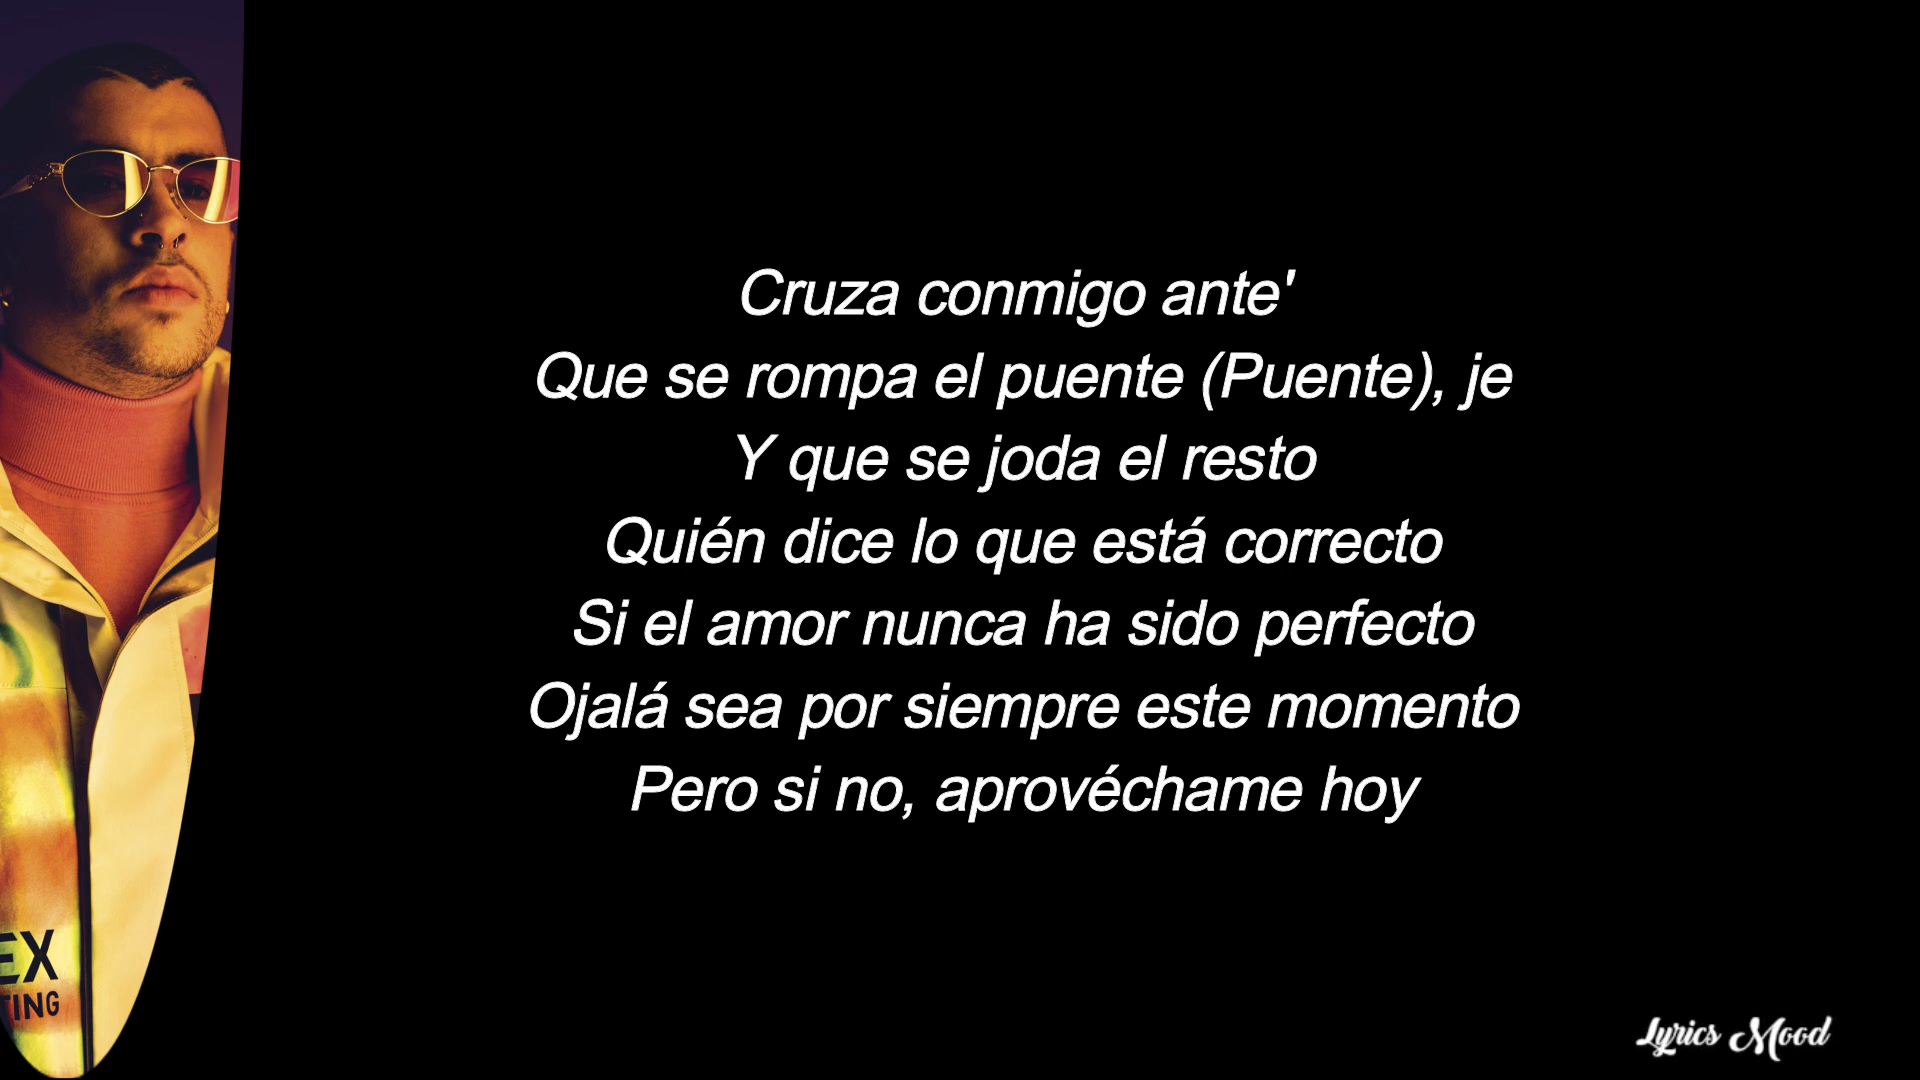 Cruza conmigo ante'
Que se rompa el puente (Puente), je
Y que se joda el resto
Quién dice lo que está correcto
Si el amor nunca ha sido perfecto
Ojalá sea por siempre este momento
Pero si no, aprovéchame hoy
EX
TING
Lyrics Mood